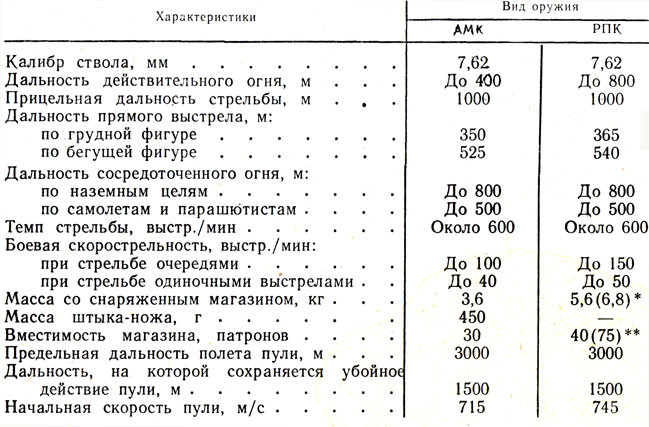 Характеристики Вид оружия
АМК РПК
Калибр ствола, мм . . . . . . . . 7,62 7,62
Дальность действительного огня, м . . . До 400 До 800
Прицельная дальность стрельбы, м . . . 1000 1000
Дальность прямого выстрела, м:
по грудной фигуре . . . . . . . 350 365
по бегущей фигуре . . . . . . . 525 540
Дальность сосредоточенного огня, м:
по наземным целям . . . . . . . До 800 До 800
по самолетам и парашютистам . . . . До 500 До 500
Темп стрельбы, выстр./мин . . . . . Около 600 Около 600
Боевая скорострельность, выстр./мин:
при стрельбе очередями . . . . . . До 100 До 150
при стрельбе одиночными выстрелами . . До 40 До 50
Масса со снаряженным магазином, кг . . . 3,6 5,6(6,8)*
Масса штыка-ножа, г . . . . . . . 450 —
Вместимость магазина, патронов . . . . 30 40(75)**
Предельная дальность полета пули, м . . . 3000 3000
Дальность, на которой сохраняется убойное
действие пули, м . . . . . . . . 1500 1500
Начальная скорость пули, м/с . . . . . 715 745